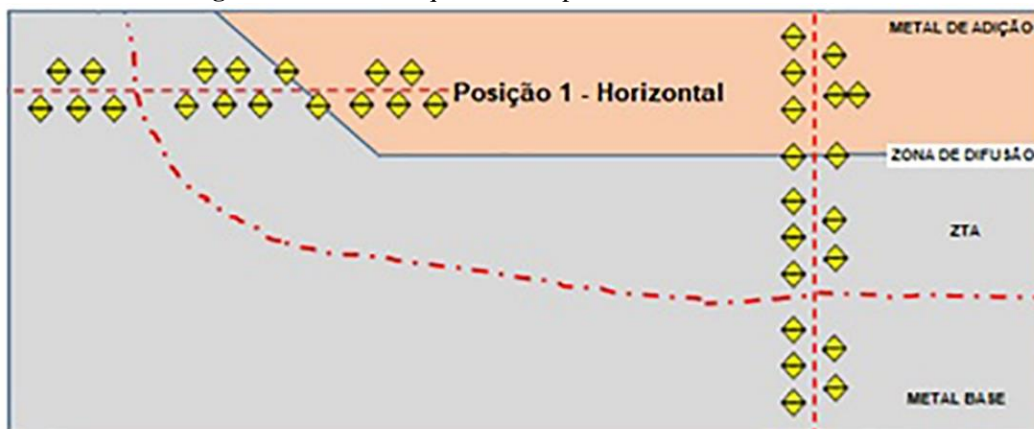 METAL DE ADIÇÃO
Posição 1 - Horizontal
ZONA DE DIFUSÃO
ZTA
METAL BASE